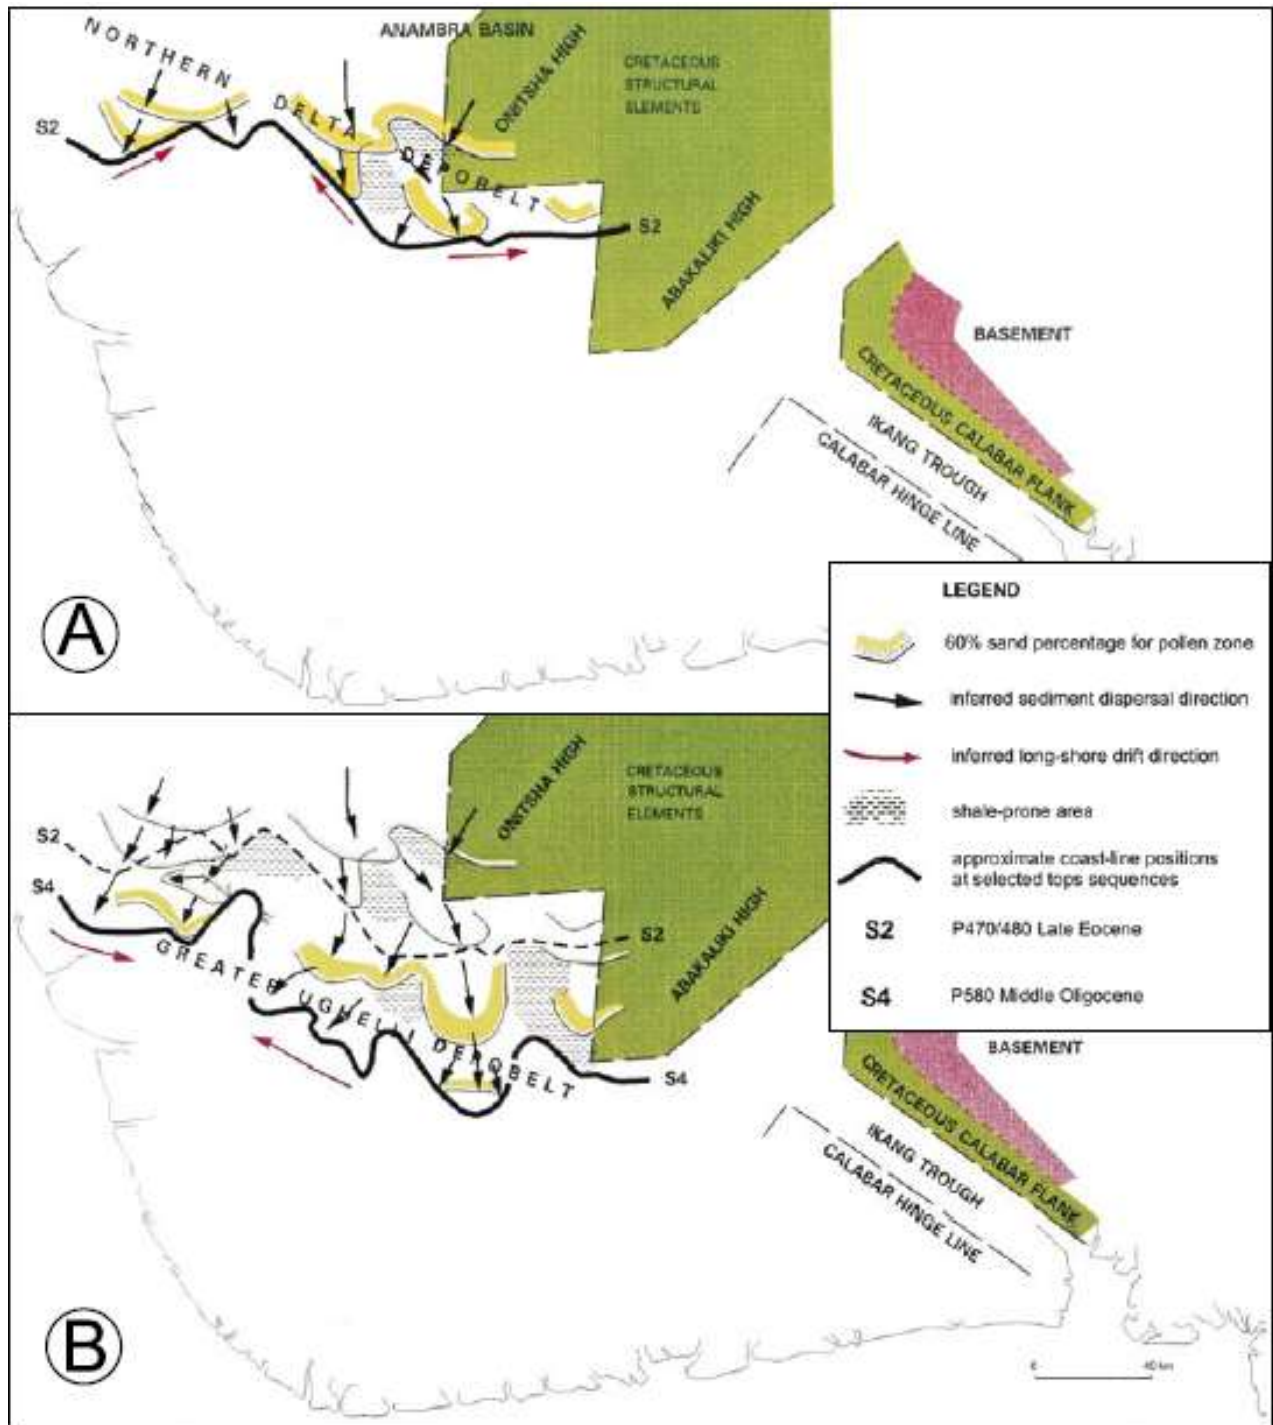 NORTHERN
DELTA
DEPOBELT
ANAMBRA BASIN
ONITSHA HIGH
CRETACEOUS
STRUCTURAL
ELEMENTS
S2
S2
ABAKALIKI HIGH
BASEMENT
CRETACEOUS CALABAR FLANK
IKANG TROUGH
CALABAR HINGE LINE
A
LEGEND
60% sand percentage for pollen zone
inferred sediment dispersal direction
inferred long-shore drift direction
shale-prone area
approximate coast-line positions
at selected tops sequences
S2 P470/480 Late Eocene
S4 P580 Middle Oligocene
ONITSHA HIGH
CRETACEOUS
STRUCTURAL
ELEMENTS
S2
S4
S2
GREATER UGHELLI DEPOBELT
S4
ABAKALIKI HIGH
BASEMENT
CRETACEOUS CALABAR FLANK
IKANG TROUGH
CALABAR HINGE LINE
B
0 40 km